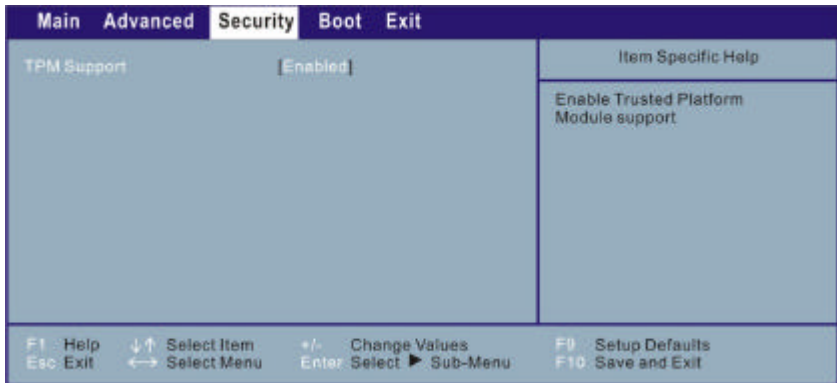 Main Advanced Security Boot Exit
TPM Support [Enabled]
Item Specific Help
Enable Trusted Platform
Module support
F1 Help ↓↑ Select Item +/- Change Values F9 Setup Defaults
Esc Exit ←→ Select Menu Enter Select ▶ Sub-Menu F10 Save and Exit